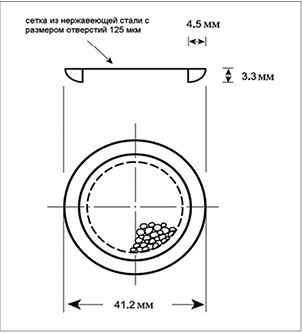 сетка из нержавеющей стали с
размером отверстий 125 мкм
4.5 мм
3.3 мм
41.2 мм